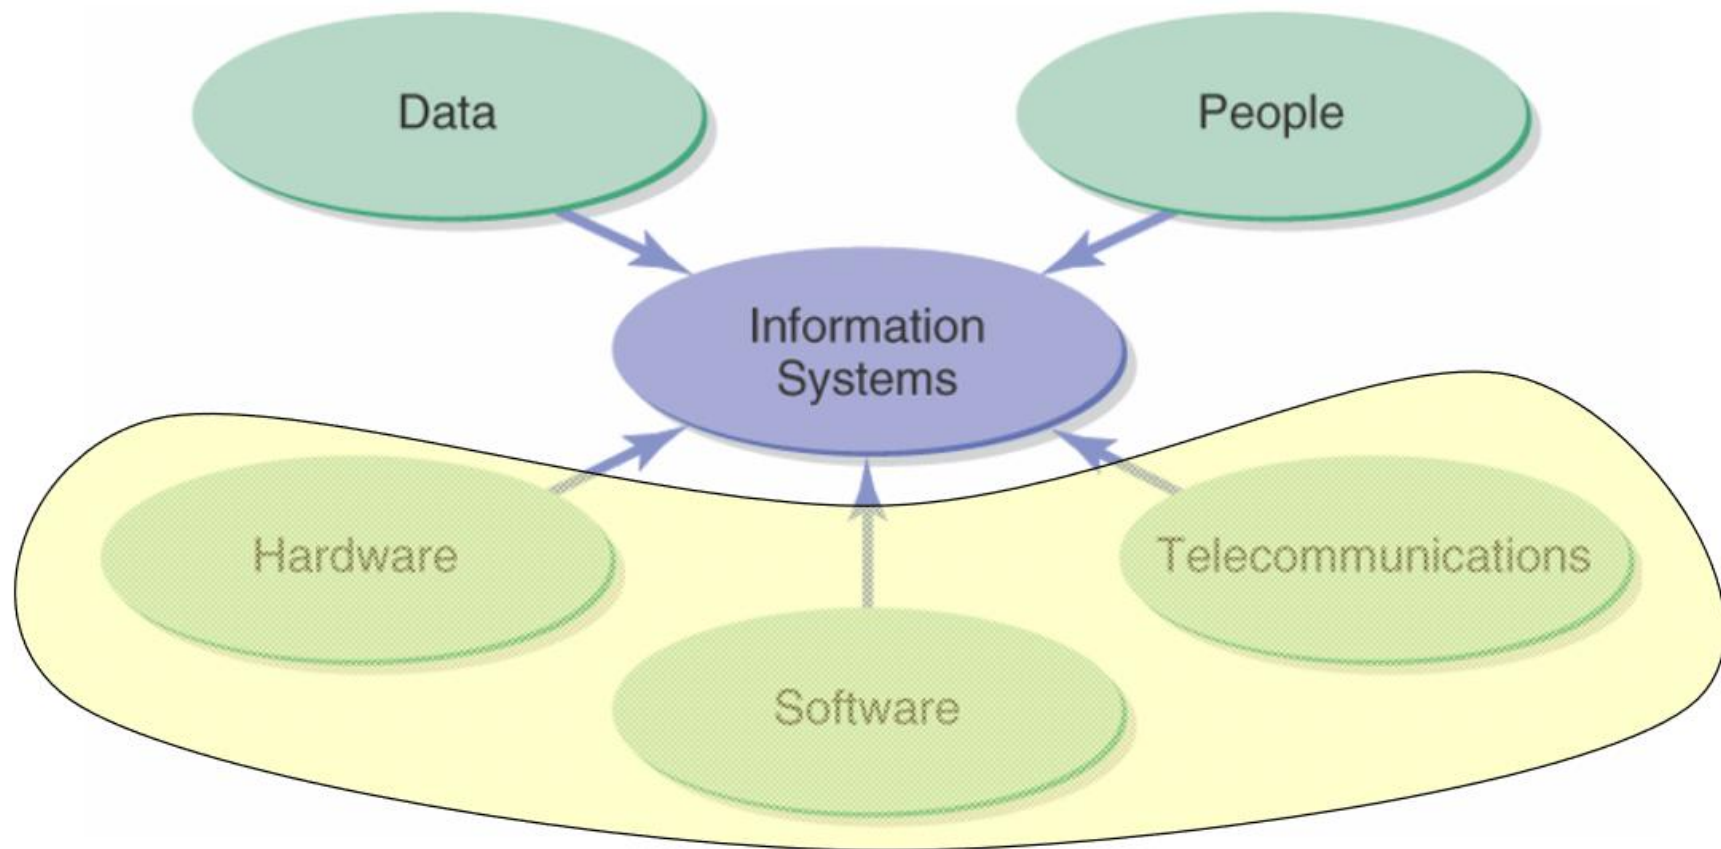 Data
People
Information
Systems
Hardware
Telecommunications
Software